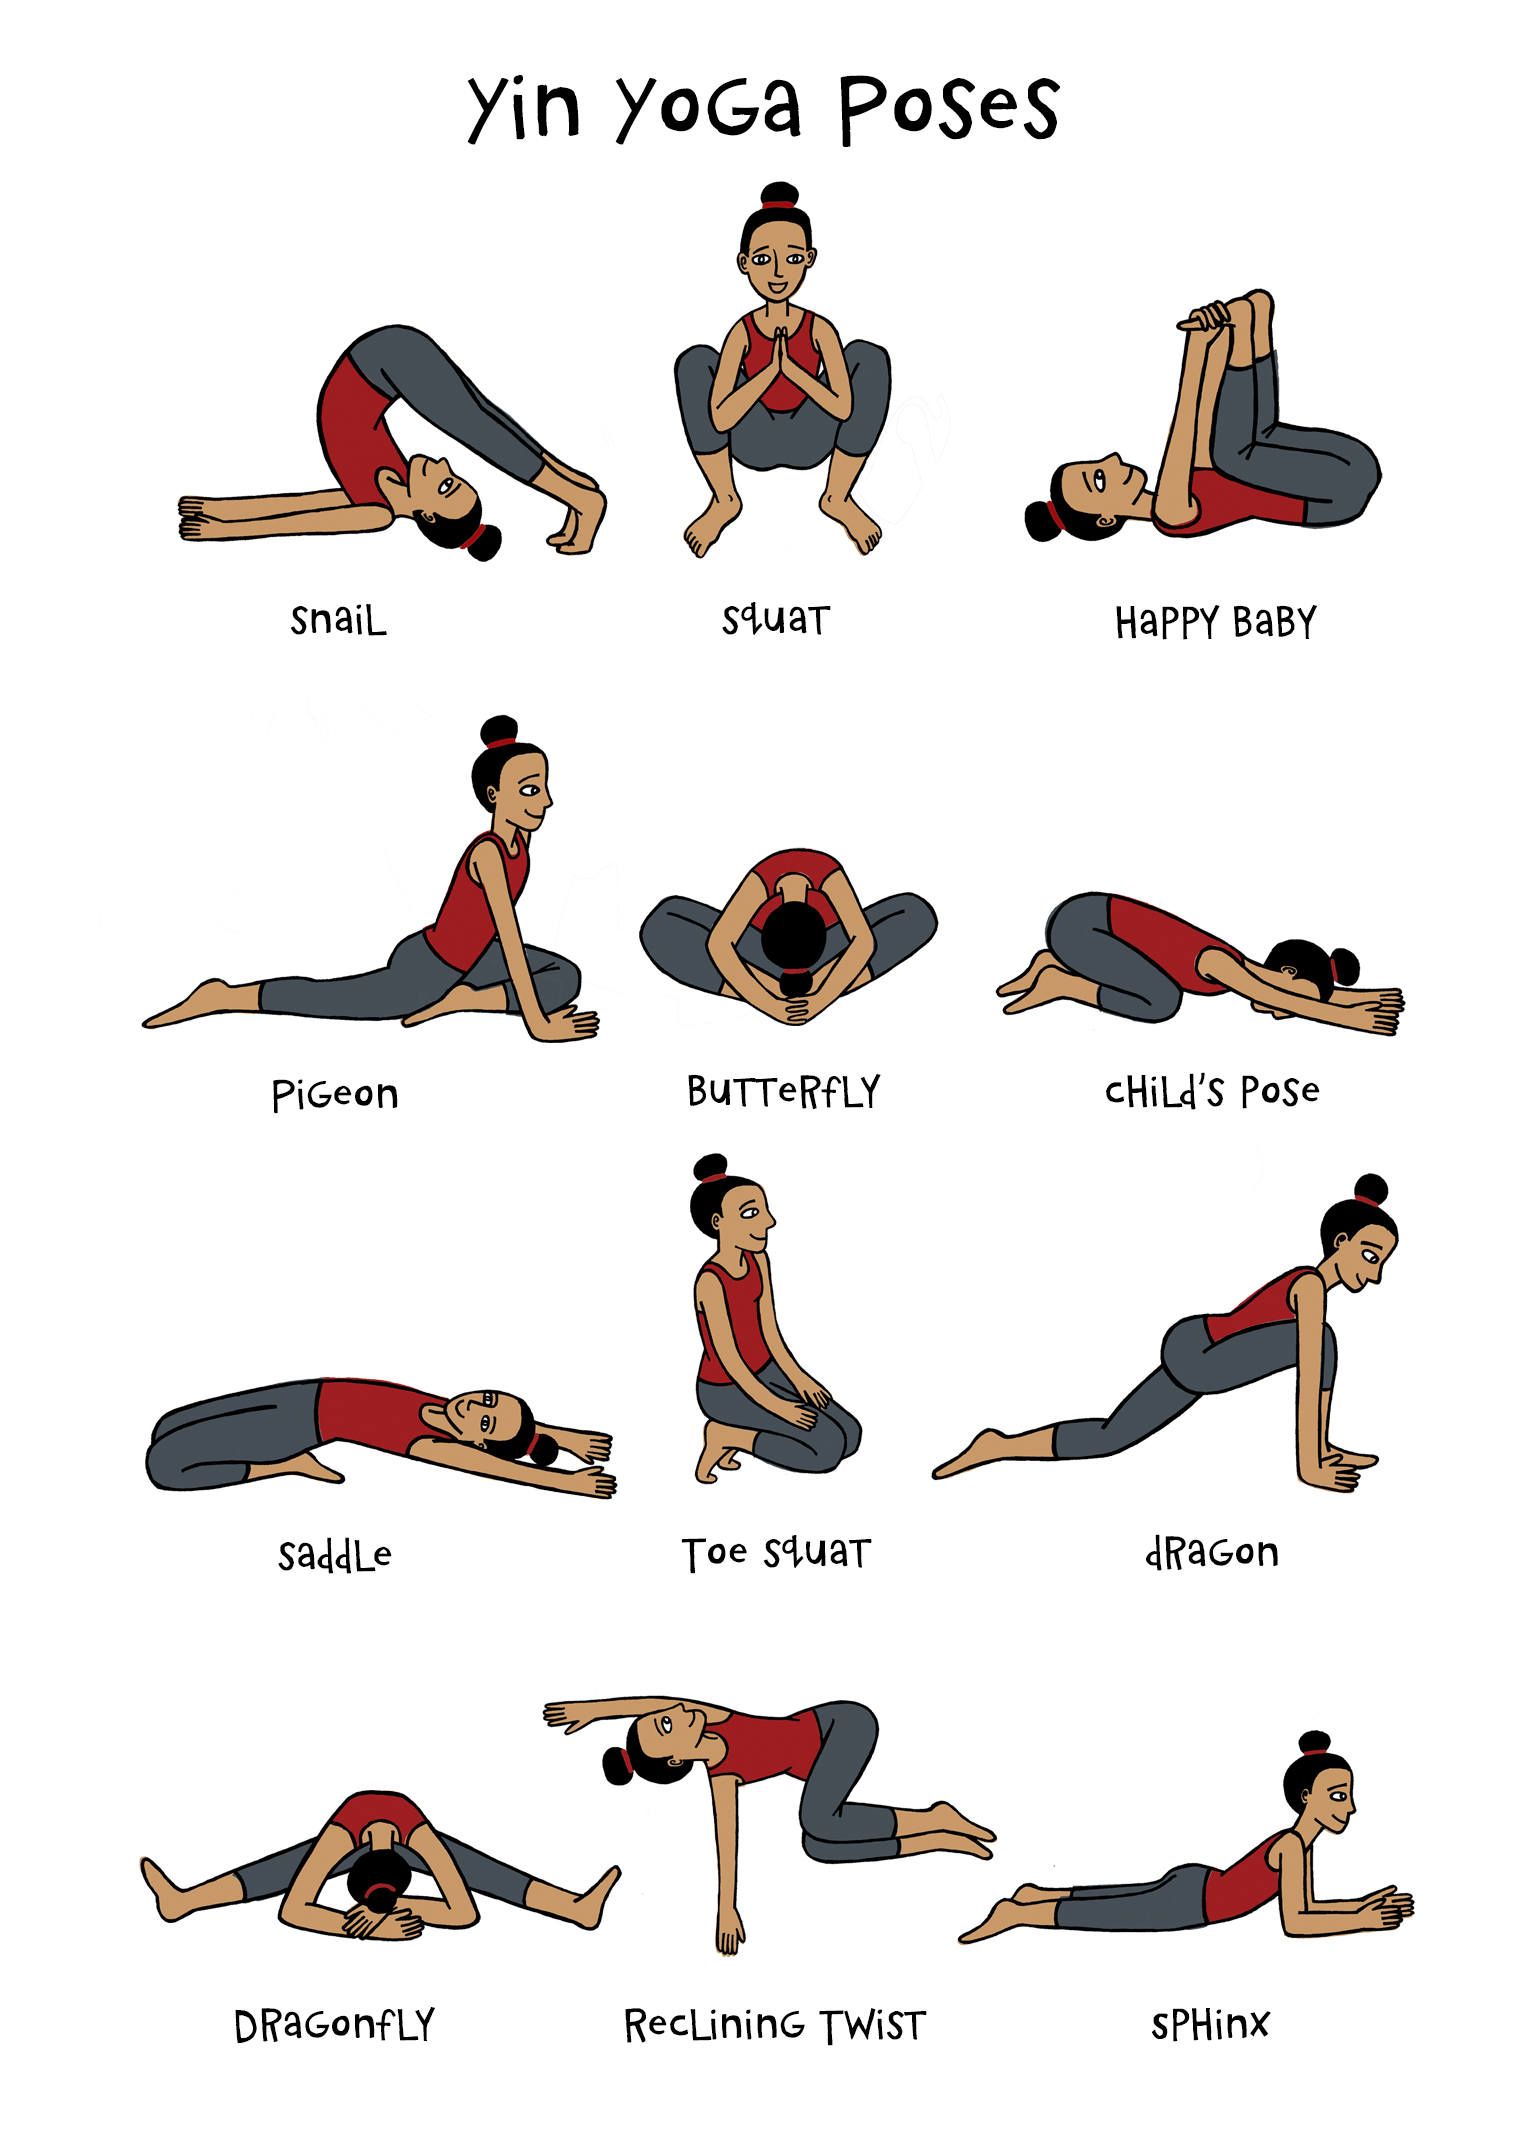 Yin Yoga Poses
Snail
Squat
Happy Baby
Pigeon
Butterfly
Child's Pose
Saddle
Toe Squat
Dragon
Dragonfly
Reclining Twist
Sphinx